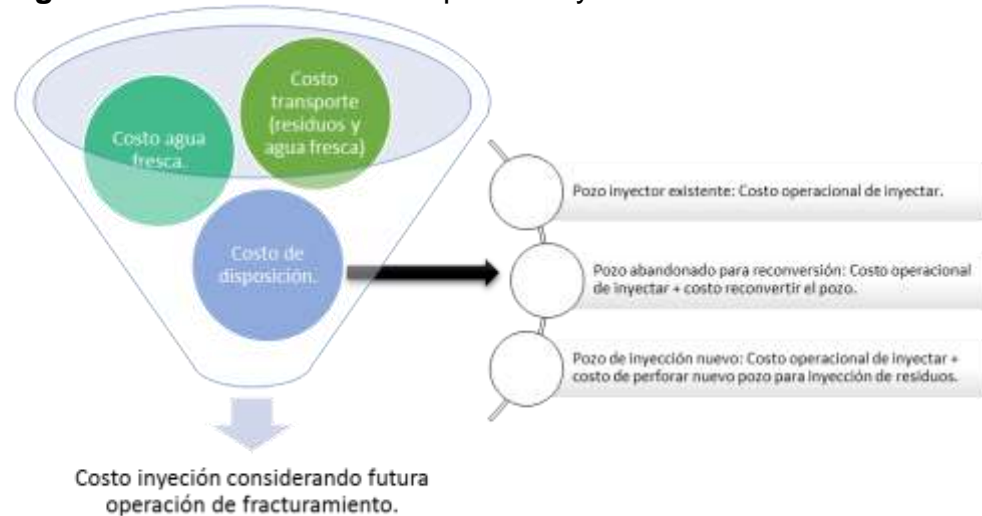 Costo
transporte
(residuos y
agua fresca)
Costo agua
fresca.
Costo de
disposición.
Pozo inyector existente: Costo operacional de inyectar.
Pozo abandonado para reconversión: Costo operacional
de inyectar + costo reconvertir el pozo.
Pozo de inyección nuevo: Costo operacional de inyectar +
costo de perforar nuevo pozo para inyección de residuos.
Costo inyeción considerando futura
operación de fracturamiento.